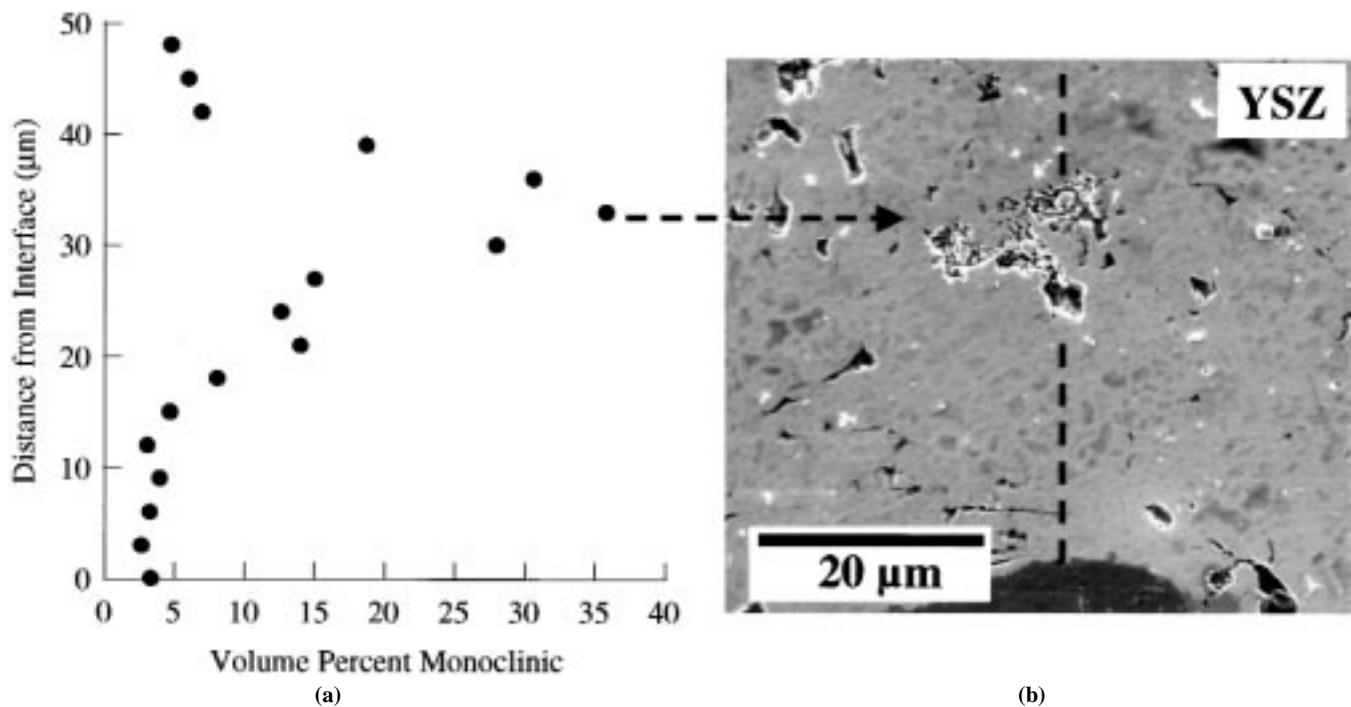 50
40
30
20
10
0
0 5 10 15 20 25 30 35 40
Distance from Interface (μm)
Volume Percent Monoclinic
(a)
YSZ
20 μm
(b)